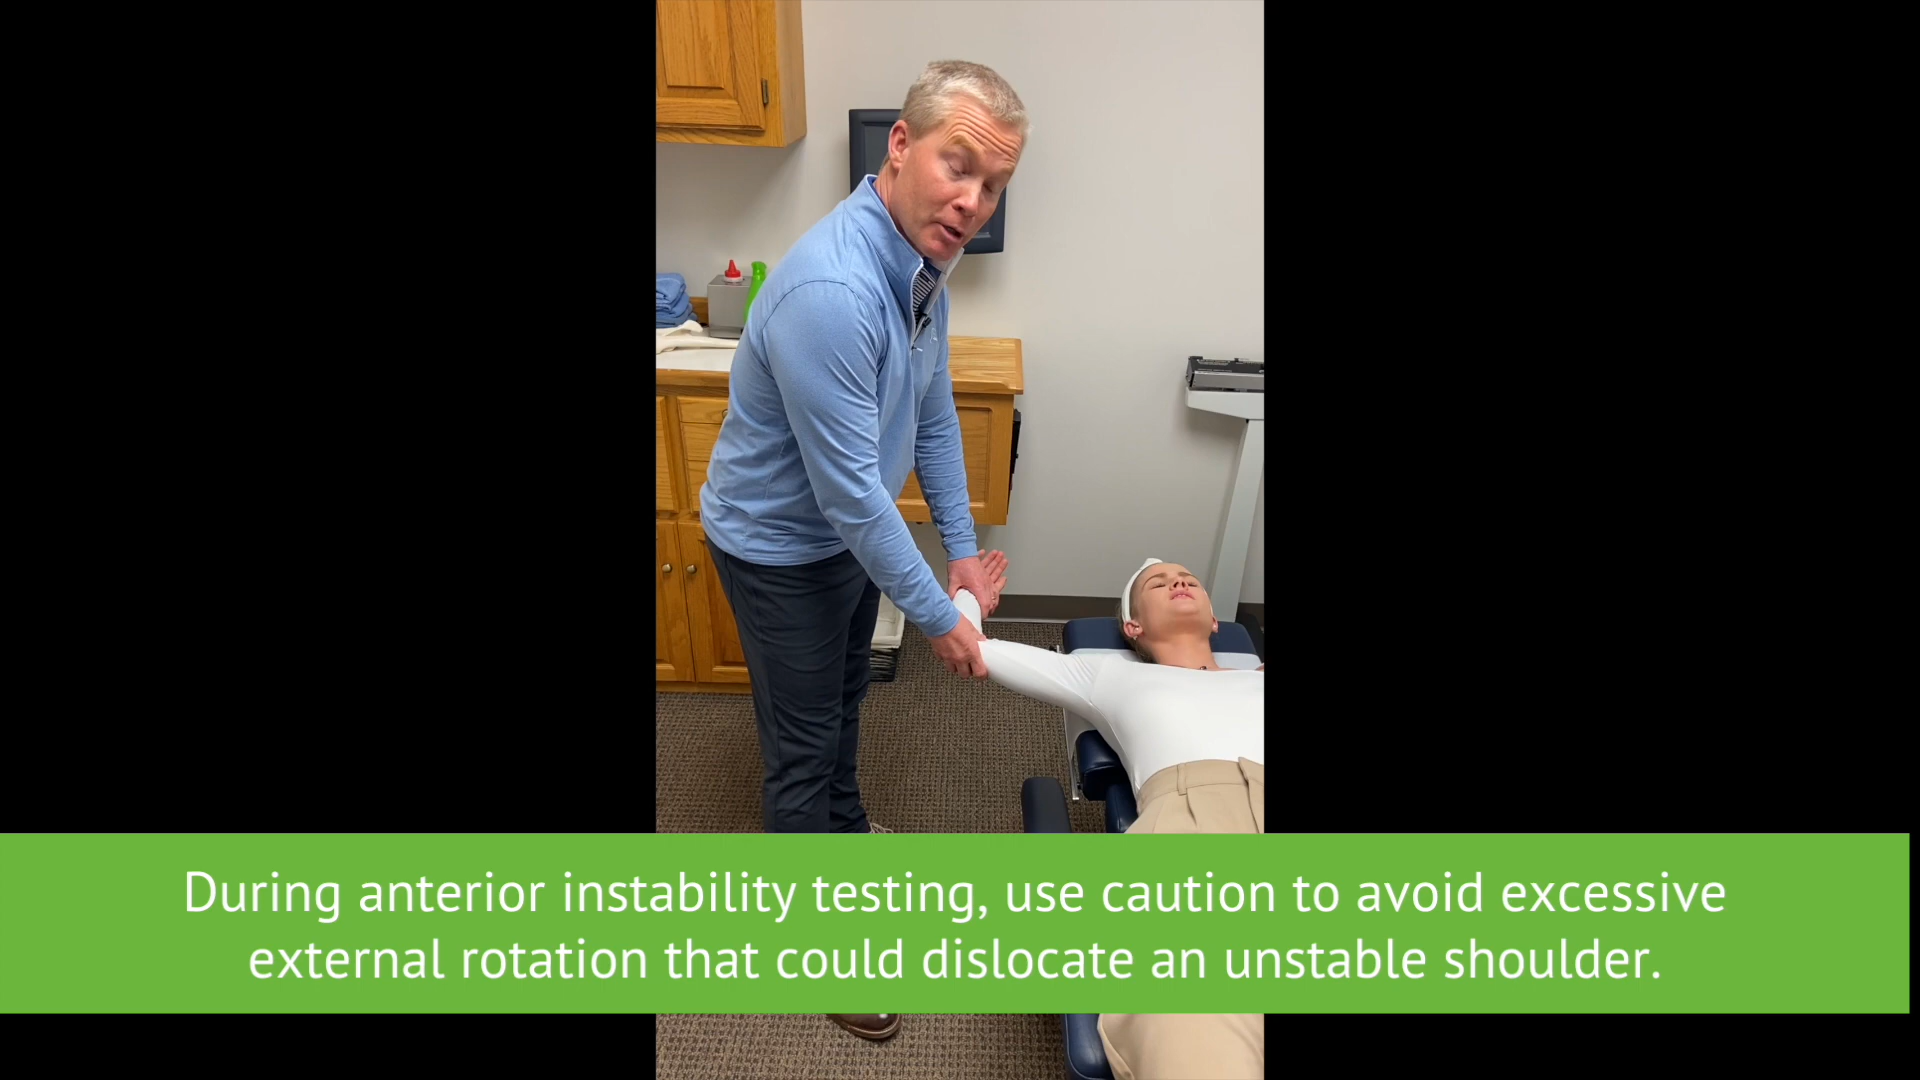 During anterior instability testing, use caution to avoid excessive
external rotation that could dislocate an unstable shoulder.